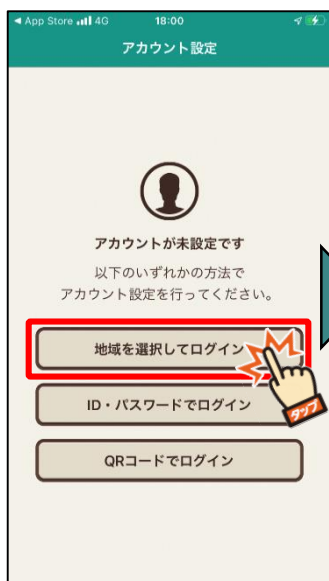 App Store 4G 18:00
アカウント設定
アカウントが未設定です
以下のいずれかの方法で
アカウント設定を行ってください。
地域を選択してログイン
タップ
ID・パスワードでログイン
QRコードでログイン